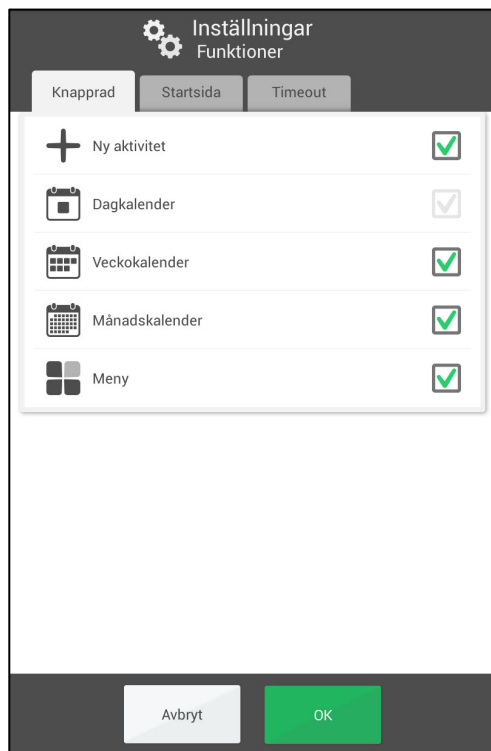 Inställningar
Funktioner
Knapprad
Startsida
Timeout
Ny aktivitet
Dagkalender
Veckokalender
Månadskalender
Meny
Avbryt
OK